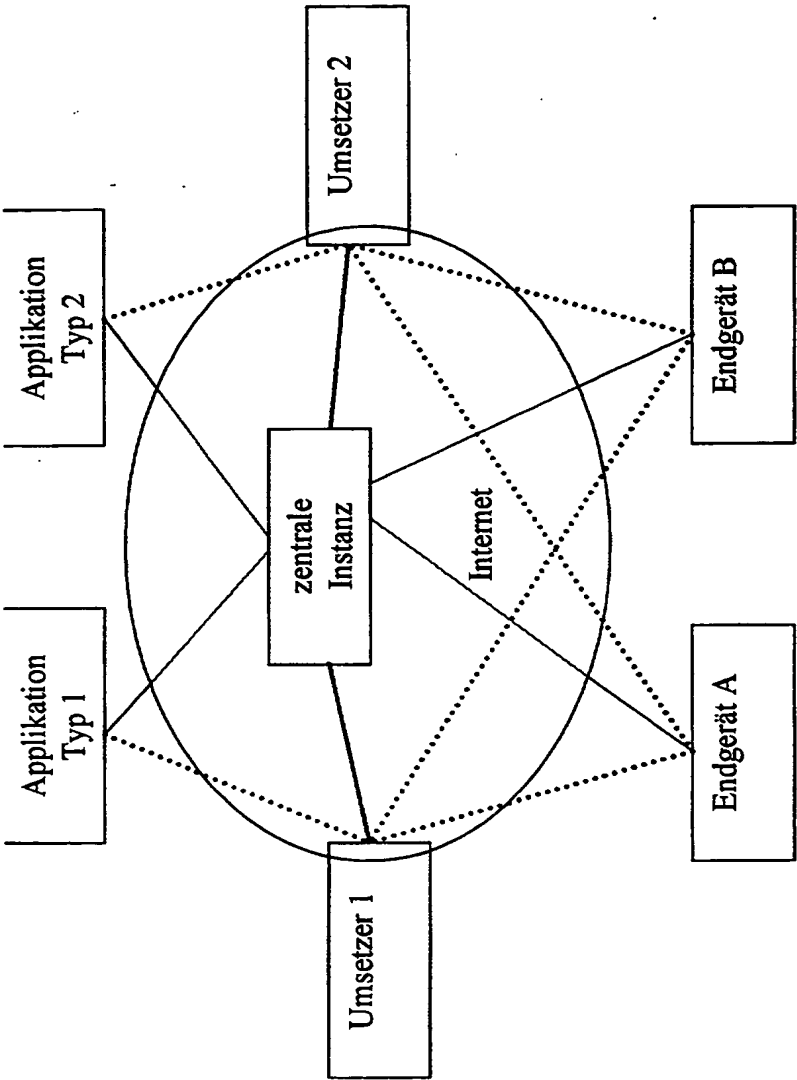 Applikation
Typ 1
Applikation
Typ 2
Umsetzer 1
zentrale
Instanz
Umsetzer 2
Internet
Endgerät A
Endgerät B